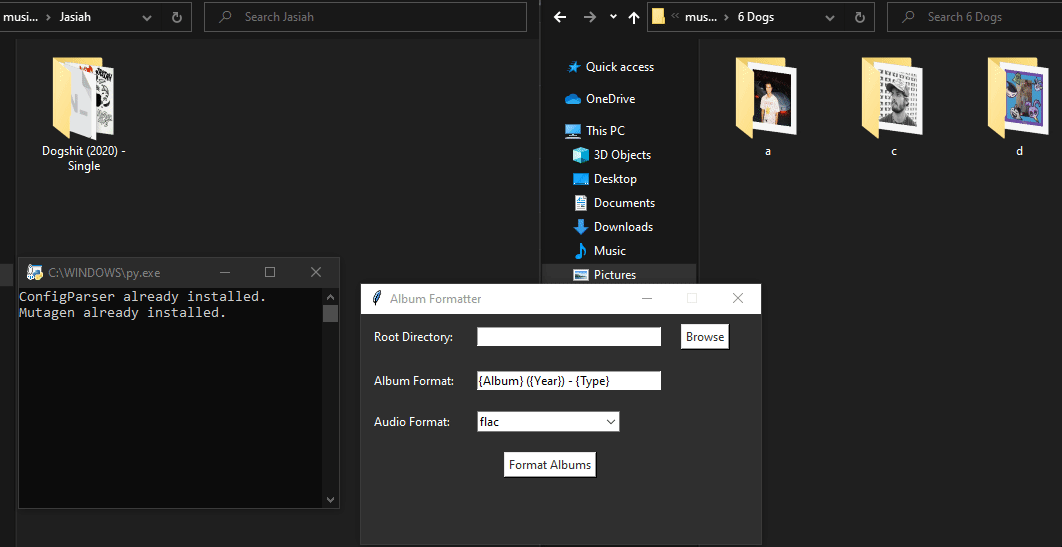 musi... > Jasiah
Search Jasiah
Dogshit (2020) -
Single
mus... > 6 Dogs
Search 6 Dogs
Quick access
OneDrive
This PC
3D Objects
Desktop
Documents
Downloads
Music
Pictures
a
c
d
C:\WINDOWS\py.exe
ConfigParser already installed.
Mutagen already installed.
Album Formatter
Root Directory:
Browse
Album Format:
{Album} ({Year}) - {Type}
Audio Format:
flac
Format Albums